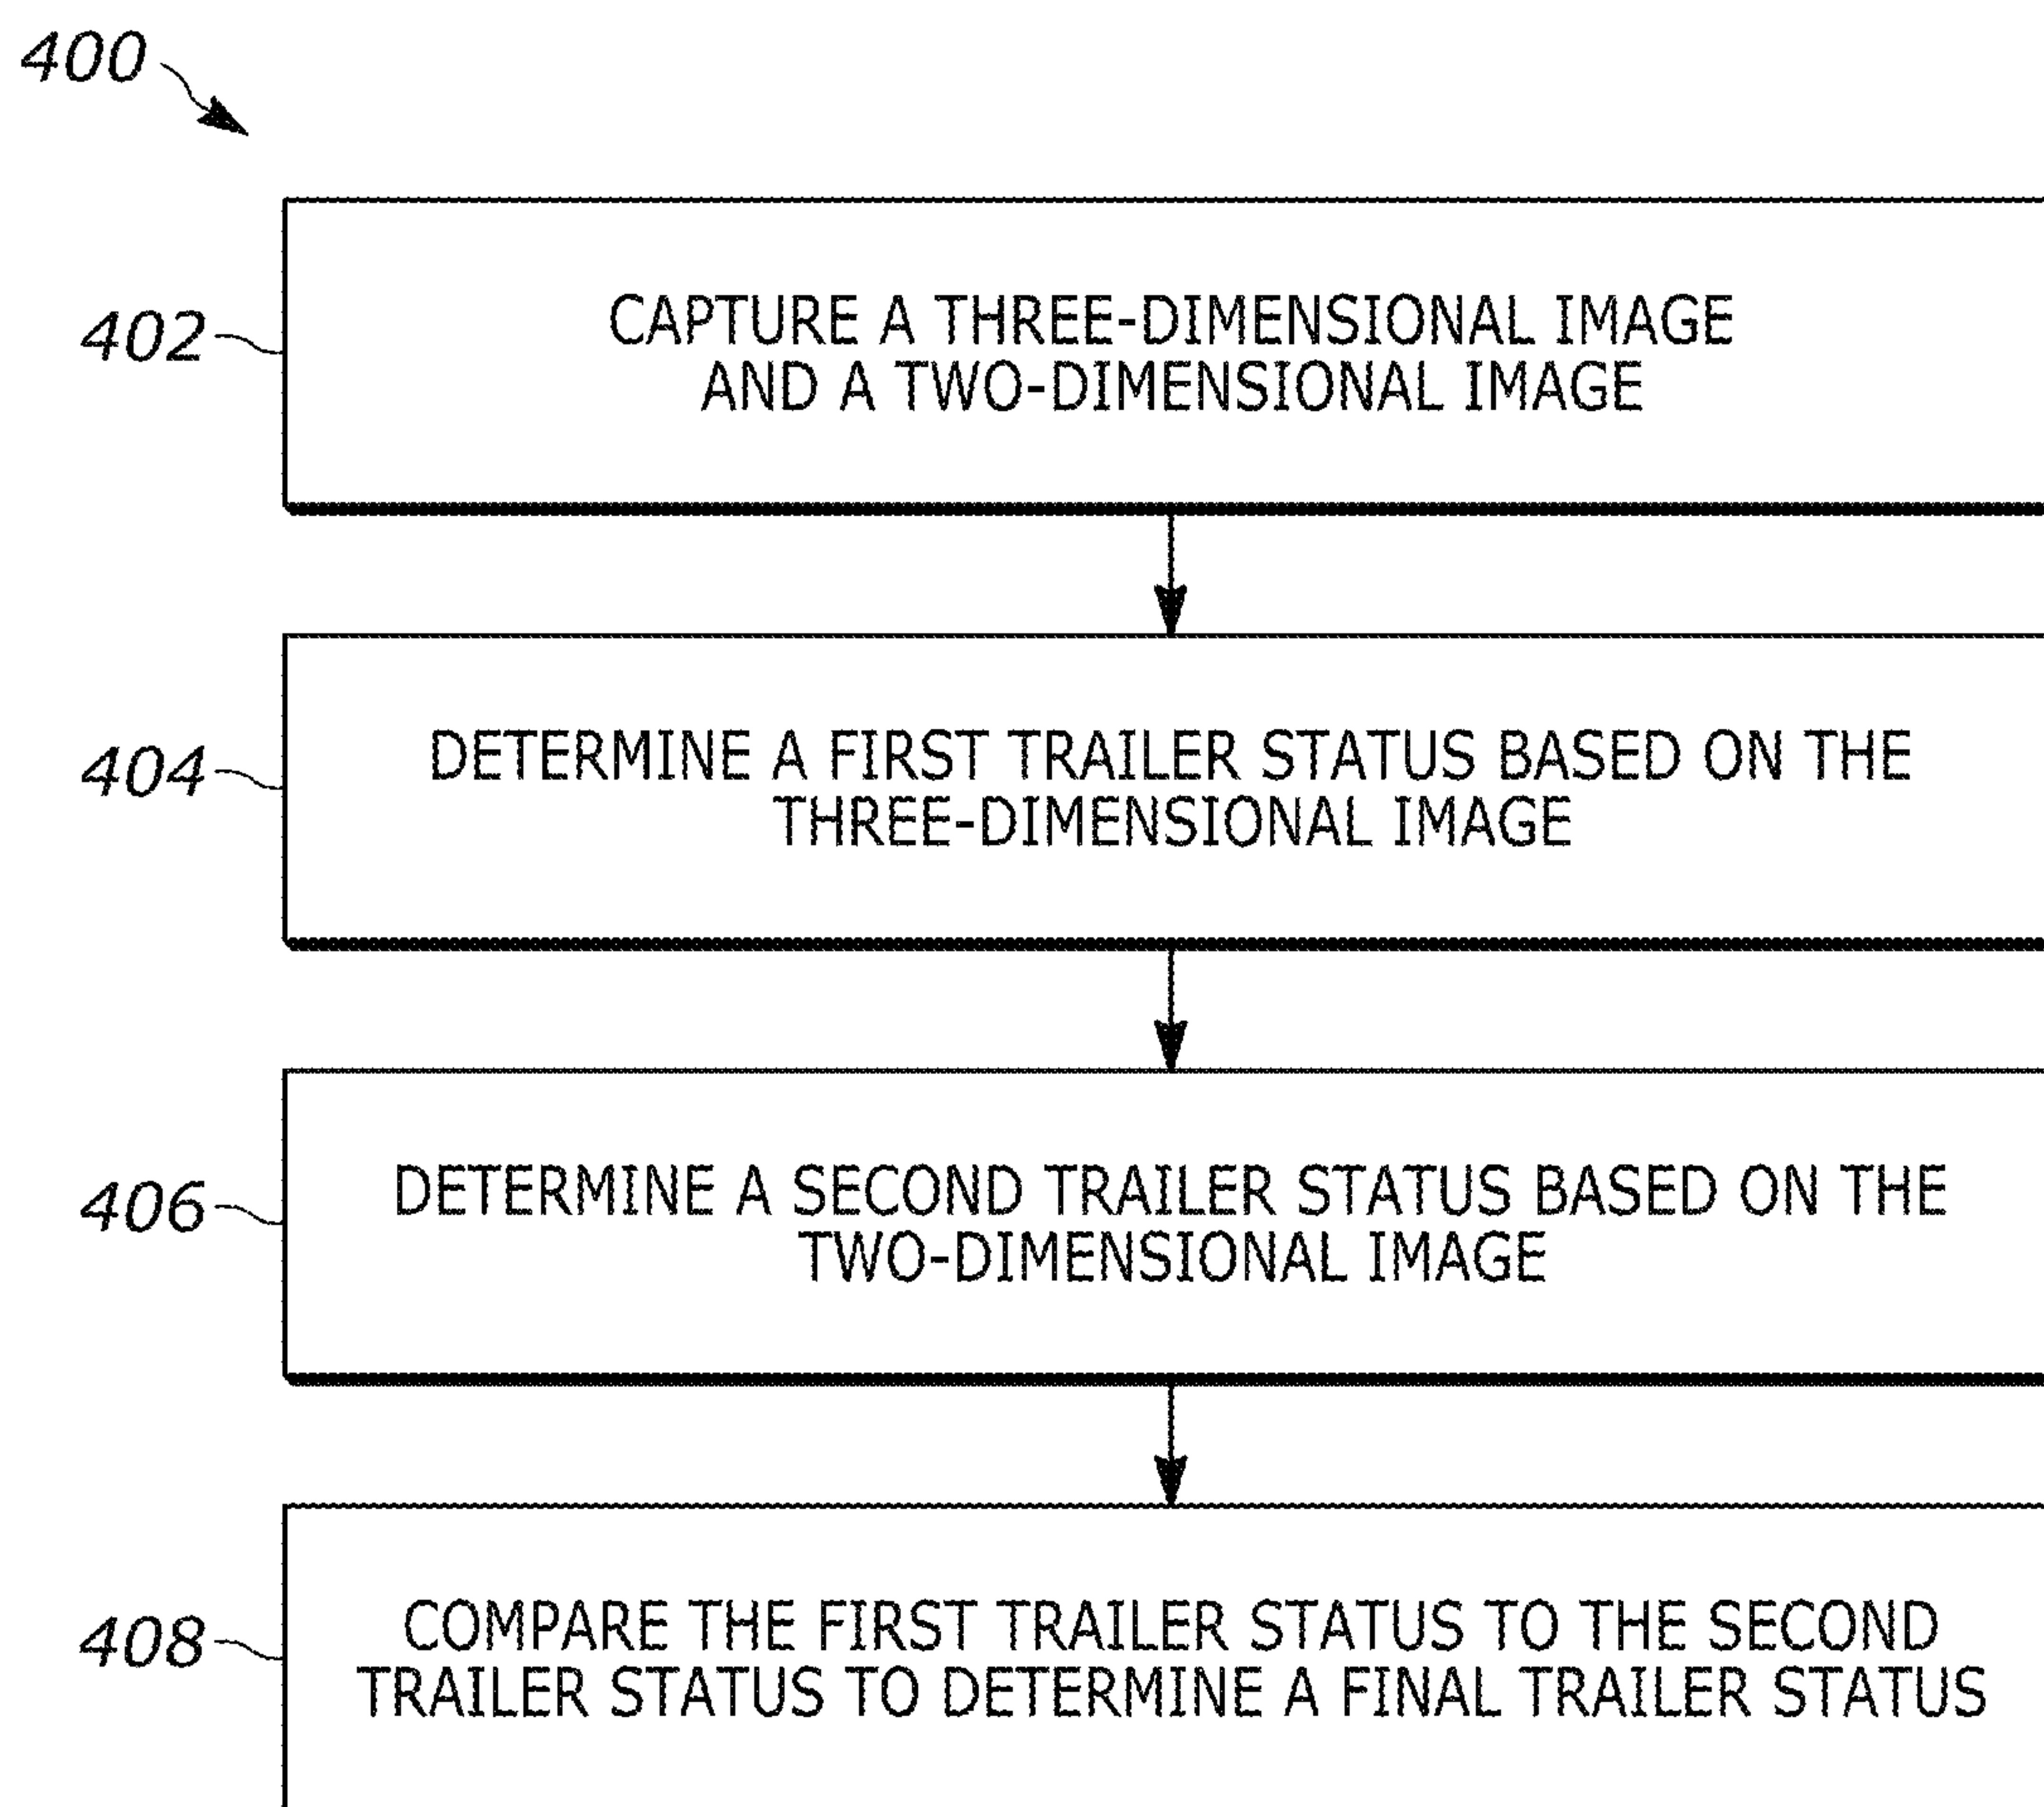 400
402
CAPTURE A THREE-DIMENSIONAL IMAGE
AND A TWO-DIMENSIONAL IMAGE
404
DETERMINE A FIRST TRAILER STATUS BASED ON THE
THREE-DIMENSIONAL IMAGE
406
DETERMINE A SECOND TRAILER STATUS BASED ON THE
TWO-DIMENSIONAL IMAGE
408
COMPARE THE FIRST TRAILER STATUS TO THE SECOND
TRAILER STATUS TO DETERMINE A FINAL TRAILER STATUS